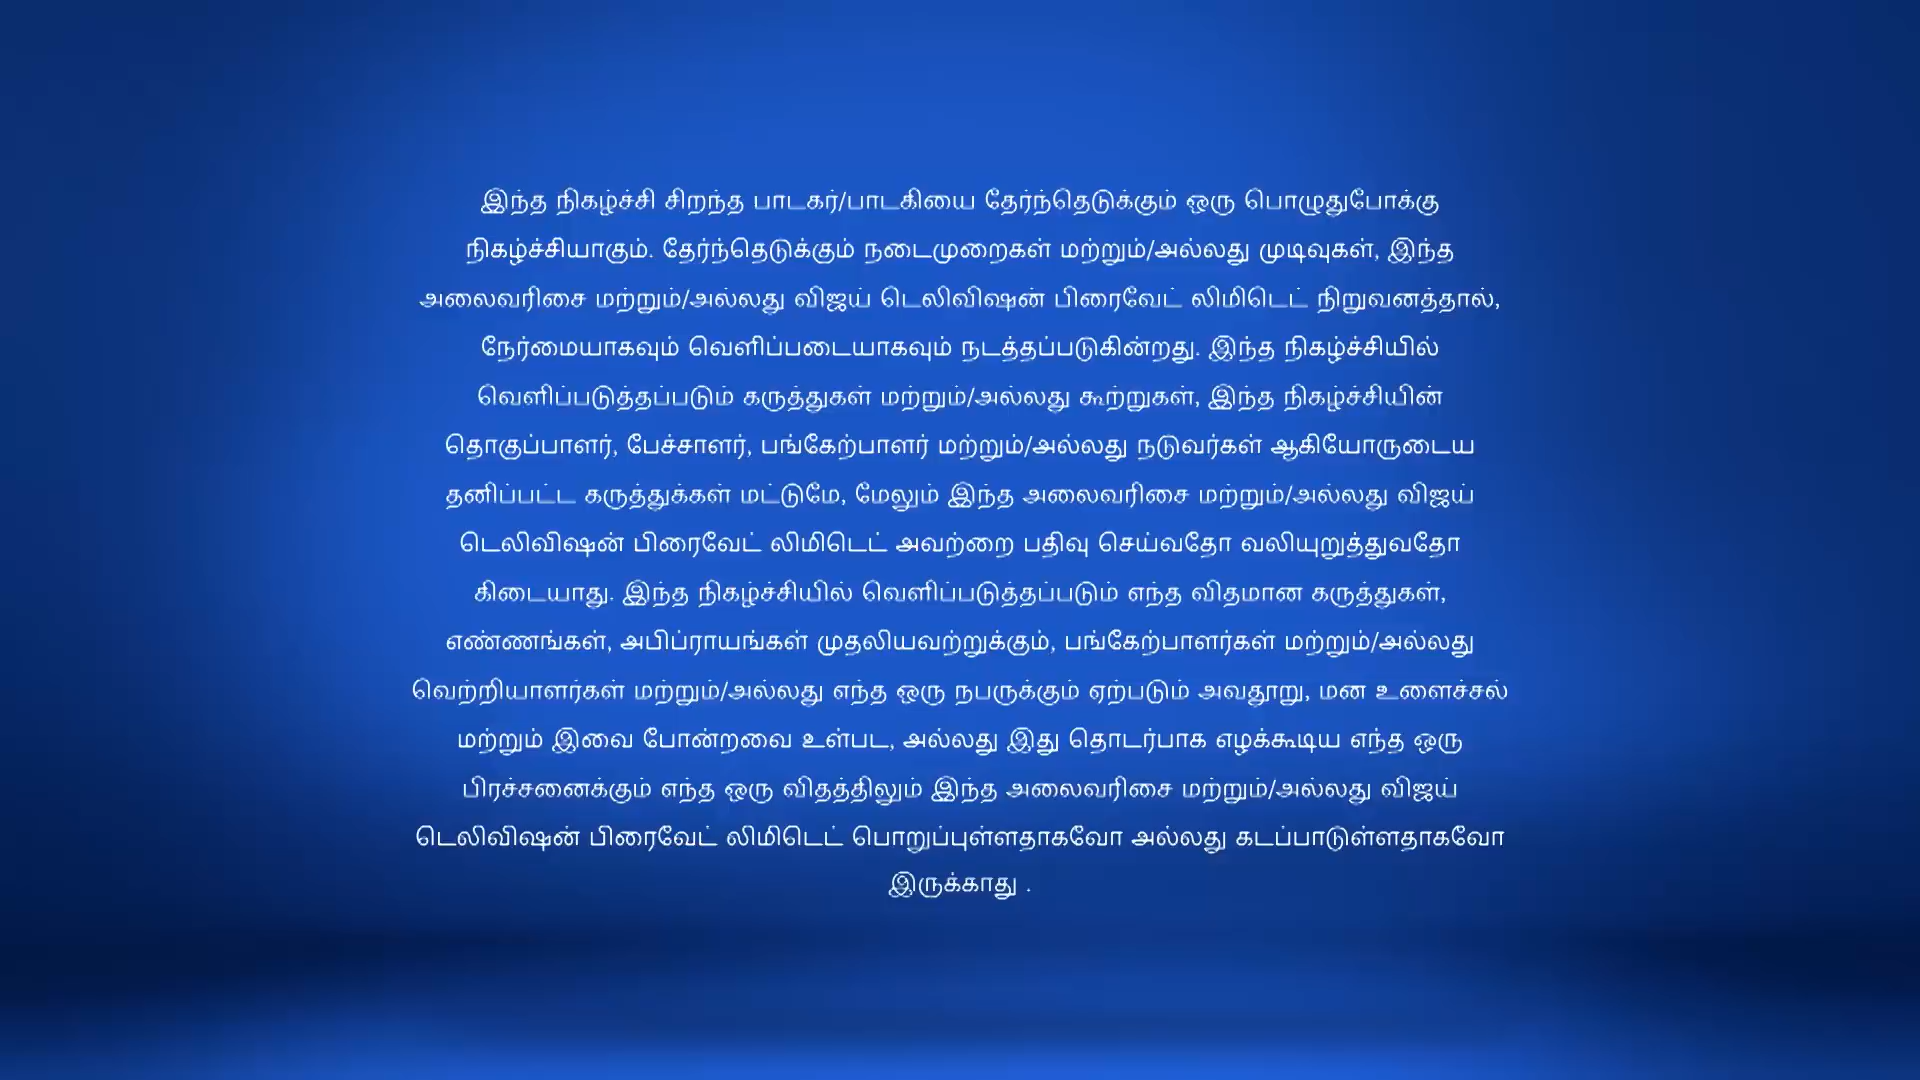 இந்த நிகழ்ச்சி சிறந்த பாடகர்/பாடகியை தேர்ந்தெடுக்கும் ஒரு பொழுதுபோக்கு
நிகழ்ச்சியாகும். தேர்ந்தெடுக்கும் நடைமுறைகள் மற்றும்/அல்லது முடிவுகள், இந்த
அலைவரிசை மற்றும்/அல்லது விஜய் டெலிவிஷன் பிரைவேட் லிமிடெட் நிறுவனத்தால்,
நேர்மையாகவும் வெளிப்படையாகவும் நடத்தப்படுகின்றது. இந்த நிகழ்ச்சியில்
வெளிப்படுத்தப்படும் கருத்துகள் மற்றும்/அல்லது கூற்றுகள், இந்த நிகழ்ச்சியின்
தொகுப்பாளர், பேச்சாளர், பங்கேற்பாளர் மற்றும்/அல்லது நடுவர்கள் ஆகியோருடைய
தனிப்பட்ட கருத்துக்கள் மட்டுமே, மேலும் இந்த அலைவரிசை மற்றும்/அல்லது விஜய்
டெலிவிஷன் பிரைவேட் லிமிடெட் அவற்றை பதிவு செய்வதோ வலியுறுத்துவதோ
கிடையாது. இந்த நிகழ்ச்சியில் வெளிப்படுத்தப்படும் எந்த விதமான கருத்துகள்,
எண்ணங்கள், அபிப்ராயங்கள் முதலியவற்றுக்கும், பங்கேற்பாளர்கள் மற்றும்/அல்லது
வெற்றியாளர்கள் மற்றும்/அல்லது எந்த ஒரு நபருக்கும் ஏற்படும் அவதூறு, மன உளைச்சல்
மற்றும் இவை போன்றவை உள்பட, அல்லது இது தொடர்பாக எழக்கூடிய எந்த ஒரு
பிரச்சனைக்கும் எந்த ஒரு விதத்திலும் இந்த அலைவரிசை மற்றும்/அல்லது விஜய்
டெலிவிஷன் பிரைவேட் லிமிடெட் பொறுப்புள்ளதாகவோ அல்லது கடப்பாடுள்ளதாகவோ
இருக்காது .